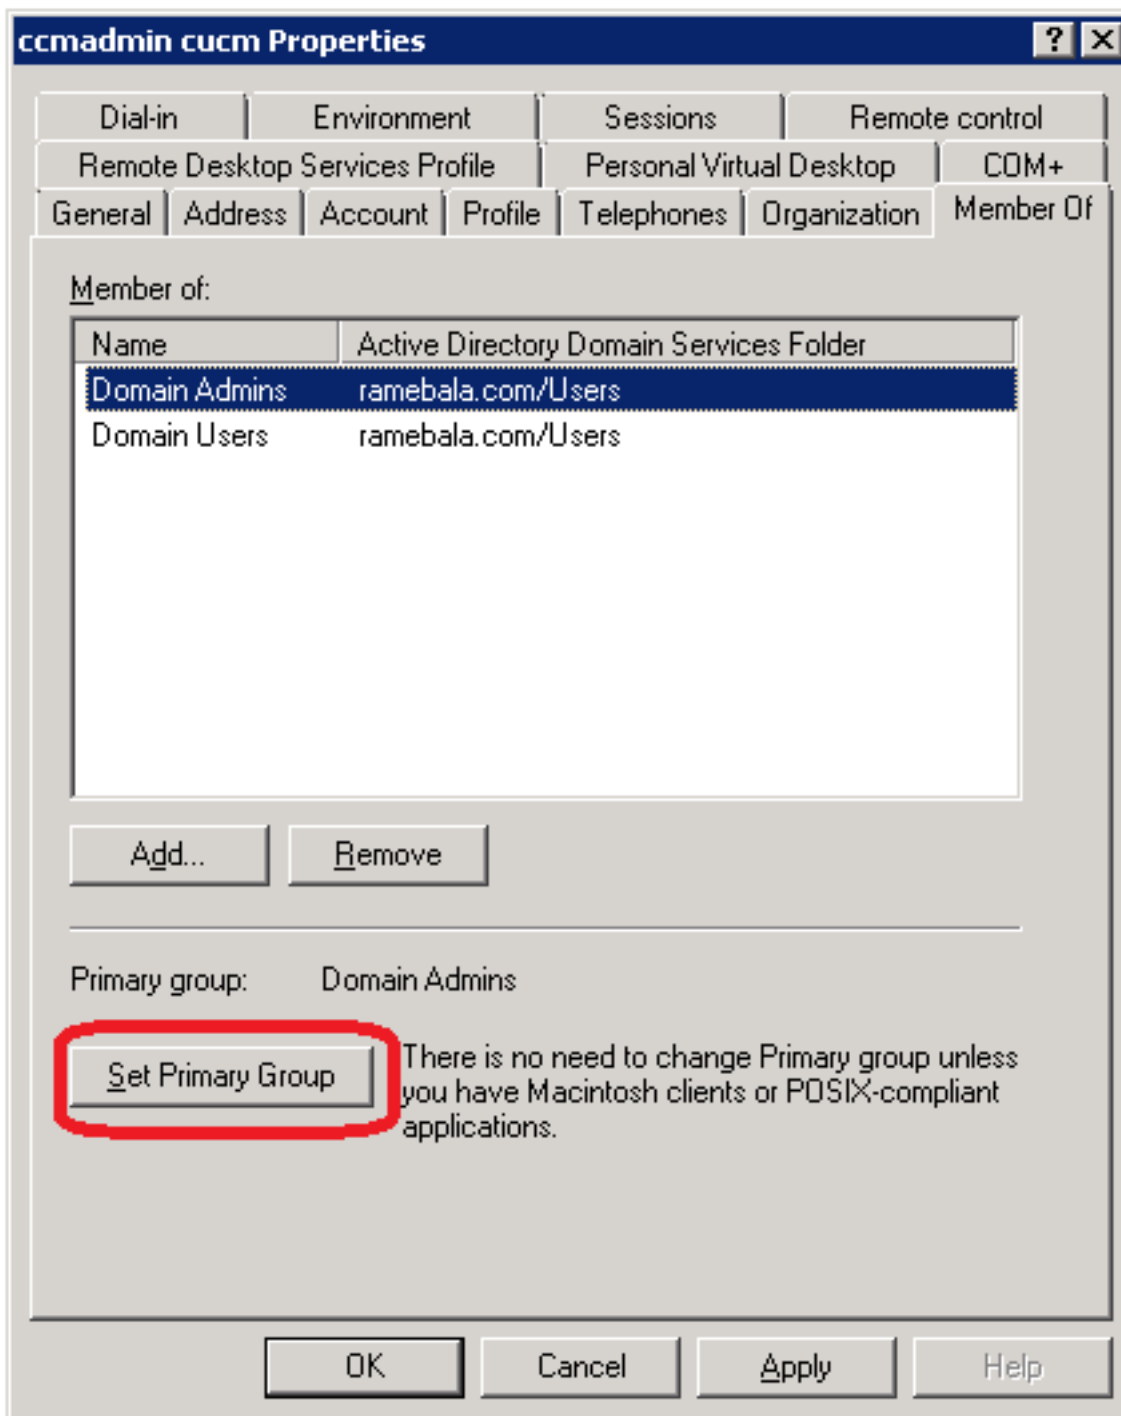 ccmadmin cucm Properties ? X
Dial-in Environment Sessions Remote control
Remote Desktop Services Profile Personal Virtual Desktop COM+
General Address Account Profile Telephones Organization Member Of
Member of:
Name Active Directory Domain Services Folder
Domain Admins ramebala.com/Users
Domain Users ramebala.com/Users
Add... Remove
Primary group: Domain Admins
Set Primary Group
There is no need to change Primary group unless
you have Macintosh clients or POSIX-compliant
applications.
OK Cancel Apply Help